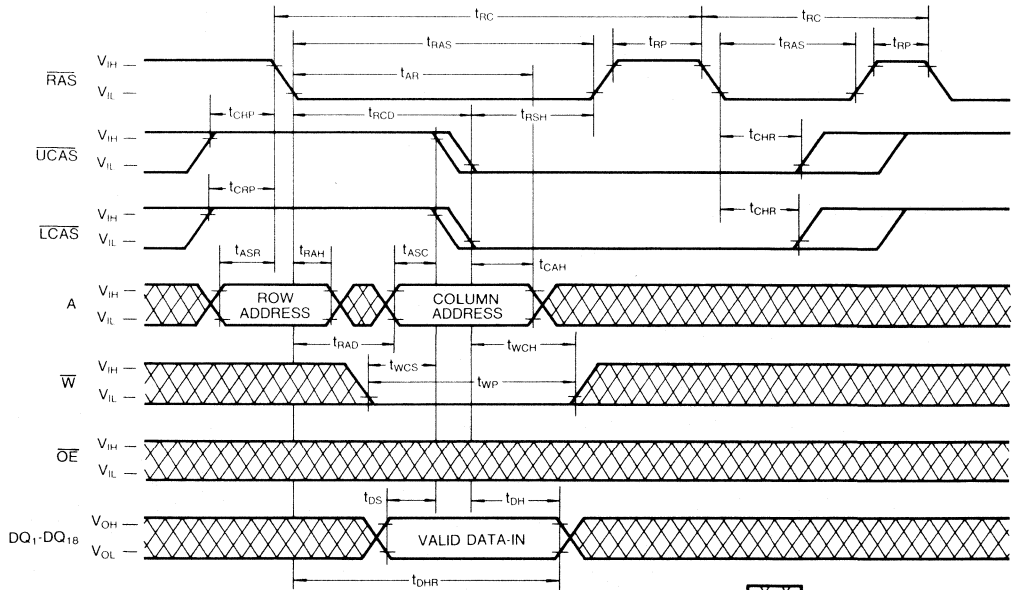 tRC tRC
tRAS tRP tRAS tRP
tAR
RAS VIH
VIL
tCHP tRCD tRSH
UCAS VIH
VIL
tCHR
tCRP
LCAS VIH
VIL
tCHR
tASR tRAH tASC tCAH
A VIH
VIL
ROW ADDRESS
COLUMN ADDRESS
tRAD tWCH
tWCS
W VIH
VIL
tWP
OE VIH
VIL
tDS tDH
DQ1-DQ18 VOH
VOL
VALID DATA-IN
tDHR